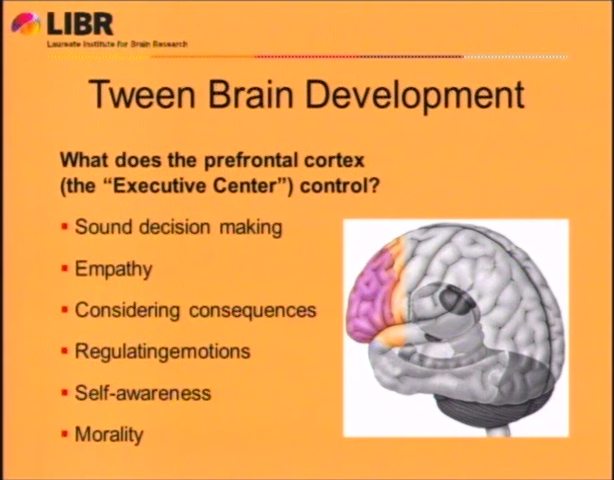 LIBR
Laureate Institute for Brain Research
Tween Brain Development
What does the prefrontal cortex
(the “Executive Center”) control?
Sound decision making
Empathy
Considering consequences
Regulatingemotions
Self-awareness
Morality